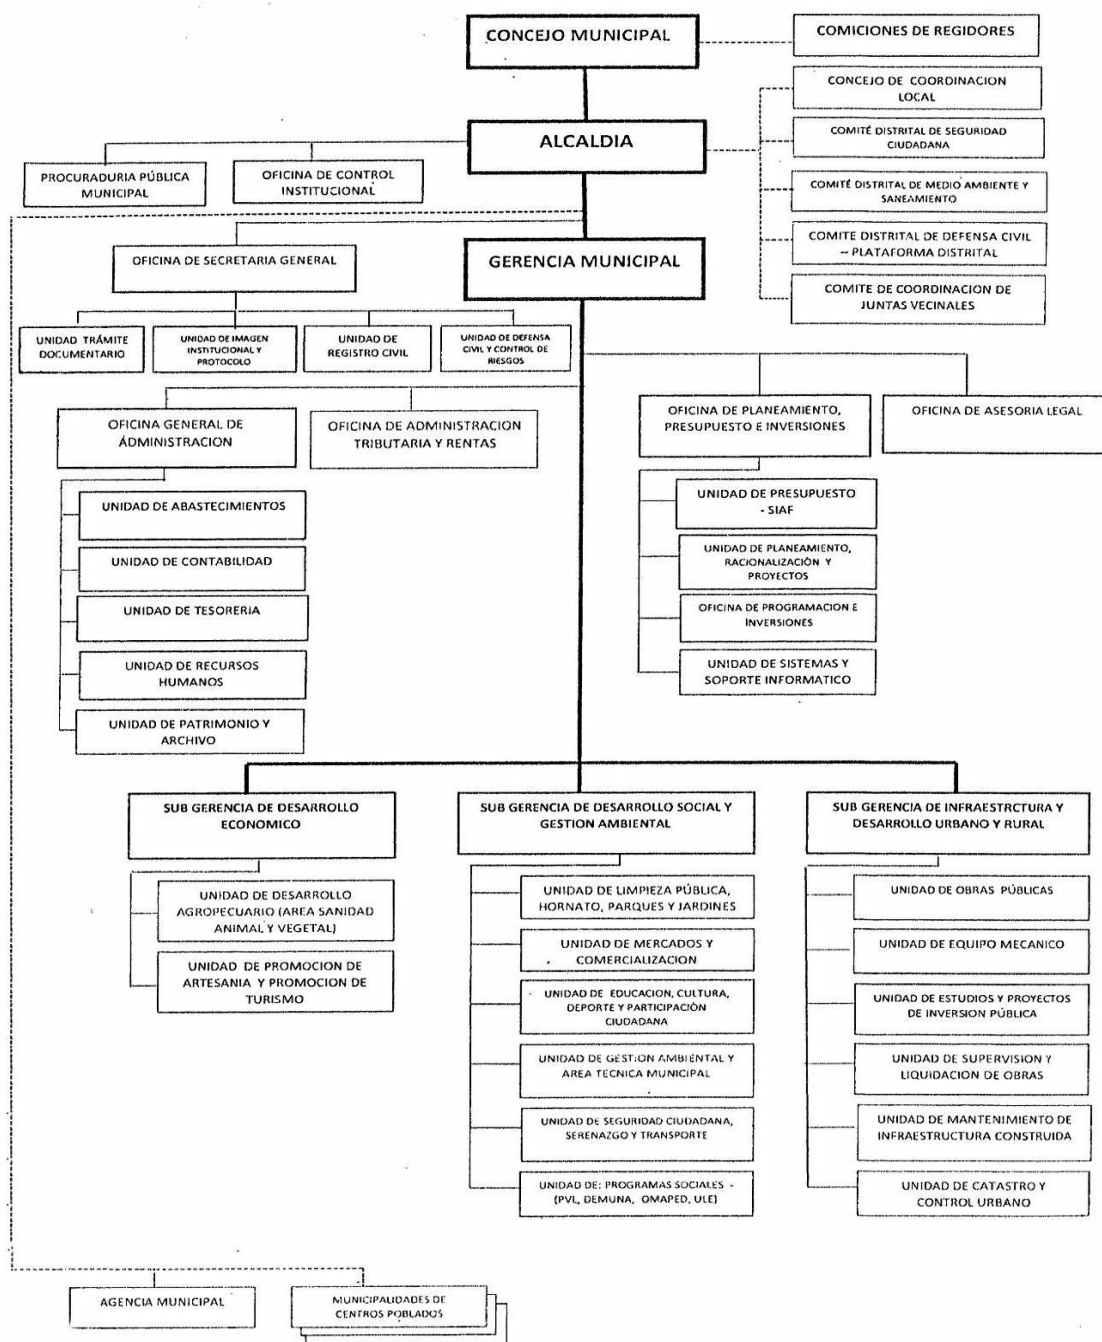 CONCEJO MUNICIPAL
COMICIONES DE REGIDORES
CONCEJO DE COORDINACION
LOCAL
ALCALDIA
COMITÉ DISTRITAL DE SEGURIDAD
CIUDADANA
PROCURADURIA PÚBLICA
MUNICIPAL
OFICINA DE CONTROL
INSTITUCIONAL
COMITÉ DISTRITAL DE MEDIO AMBIENTE Y
SANEAMIENTO
OFICINA DE SECRETARIA GENERAL
GERENCIA MUNICIPAL
COMITE DISTRITAL DE DEFENSA CIVIL
– PLATAFORMA DISTRITAL
COMITE DE COORDINACION DE
JUNTAS VECINALES
UNIDAD TRÁMITE
DOCUMENTARIO
UNIDAD DE IMAGEN
INSTITUCIONAL Y
PROTOCOLO
UNIDAD DE
REGISTRO CIVIL
UNIDAD DE DEFENSA
CIVIL Y CONTROL DE
RIESGOS
OFICINA GENERAL DE
ADMINISTRACION
OFICINA DE ADMINISTRACION
TRIBUTARIA Y RENTAS
OFICINA DE PLANEAMIENTO,
PRESUPUESTO E INVERSIONES
OFICINA DE ASESORIA LEGAL
UNIDAD DE ABASTECIMIENTOS
UNIDAD DE CONTABILIDAD
UNIDAD DE TESORERIA
UNIDAD DE RECURSOS
HUMANOS
UNIDAD DE PATRIMONIO Y
ARCHIVO
UNIDAD DE PRESUPUESTO
- SIAF
UNIDAD DE PLANEAMIENTO,
RACIONALIZACIÓN Y
PROYECTOS
OFICINA DE PROGRAMACION E
INVERSIONES
UNIDAD DE SISTEMAS Y
SOPORTE INFORMATICO
SUB GERENCIA DE DESARROLLO
ECONOMICO
SUB GERENCIA DE DESARROLLO SOCIAL Y
GESTION AMBIENTAL
SUB GERENCIA DE INFRAESTRCTURA Y
DESARROLLO URBANO Y RURAL
UNIDAD DE DESARROLLO
AGROPECUARIO (AREA SANIDAD
ANIMAL Y VEGETAL)
UNIDAD DE PROMOCION DE
ARTESANIA Y PROMOCION DE
TURISMO
UNIDAD DE LIMPIEZA PÚBLICA,
HORNATO, PARQUES Y JARDINES
UNIDAD DE MERCADOS Y
COMERCIALIZACION
UNIDAD DE EDUCACION, CULTURA,
DEPORTE Y PARTICIPACIÓN
CIUDADANA
UNIDAD DE GESTION AMBIENTAL Y
AREA TECNICA MUNICIPAL
UNIDAD DE SEGURIDAD CIUDADANA,
SERENAZGO Y TRANSPORTE
UNIDAD DE: PROGRAMAS SOCIALES -
(PVL, DEMUNA, OMAPED, ULE)
UNIDAD DE OBRAS PÚBLICAS
UNIDAD DE EQUIPO MECANICO
UNIDAD DE ESTUDIOS Y PROYECTOS
DE INVERSION PÚBLICA
UNIDAD DE SUPERVISION Y
LIQUIDACION DE OBRAS
UNIDAD DE MANTENIMIENTO DE
INFRAESTRUCTURA CONSTRUIDA
UNIDAD DE CATASTRO Y
CONTROL URBANO
AGENCIA MUNICIPAL
MUNICIPALIDADES DE
CENTROS POBLADOS